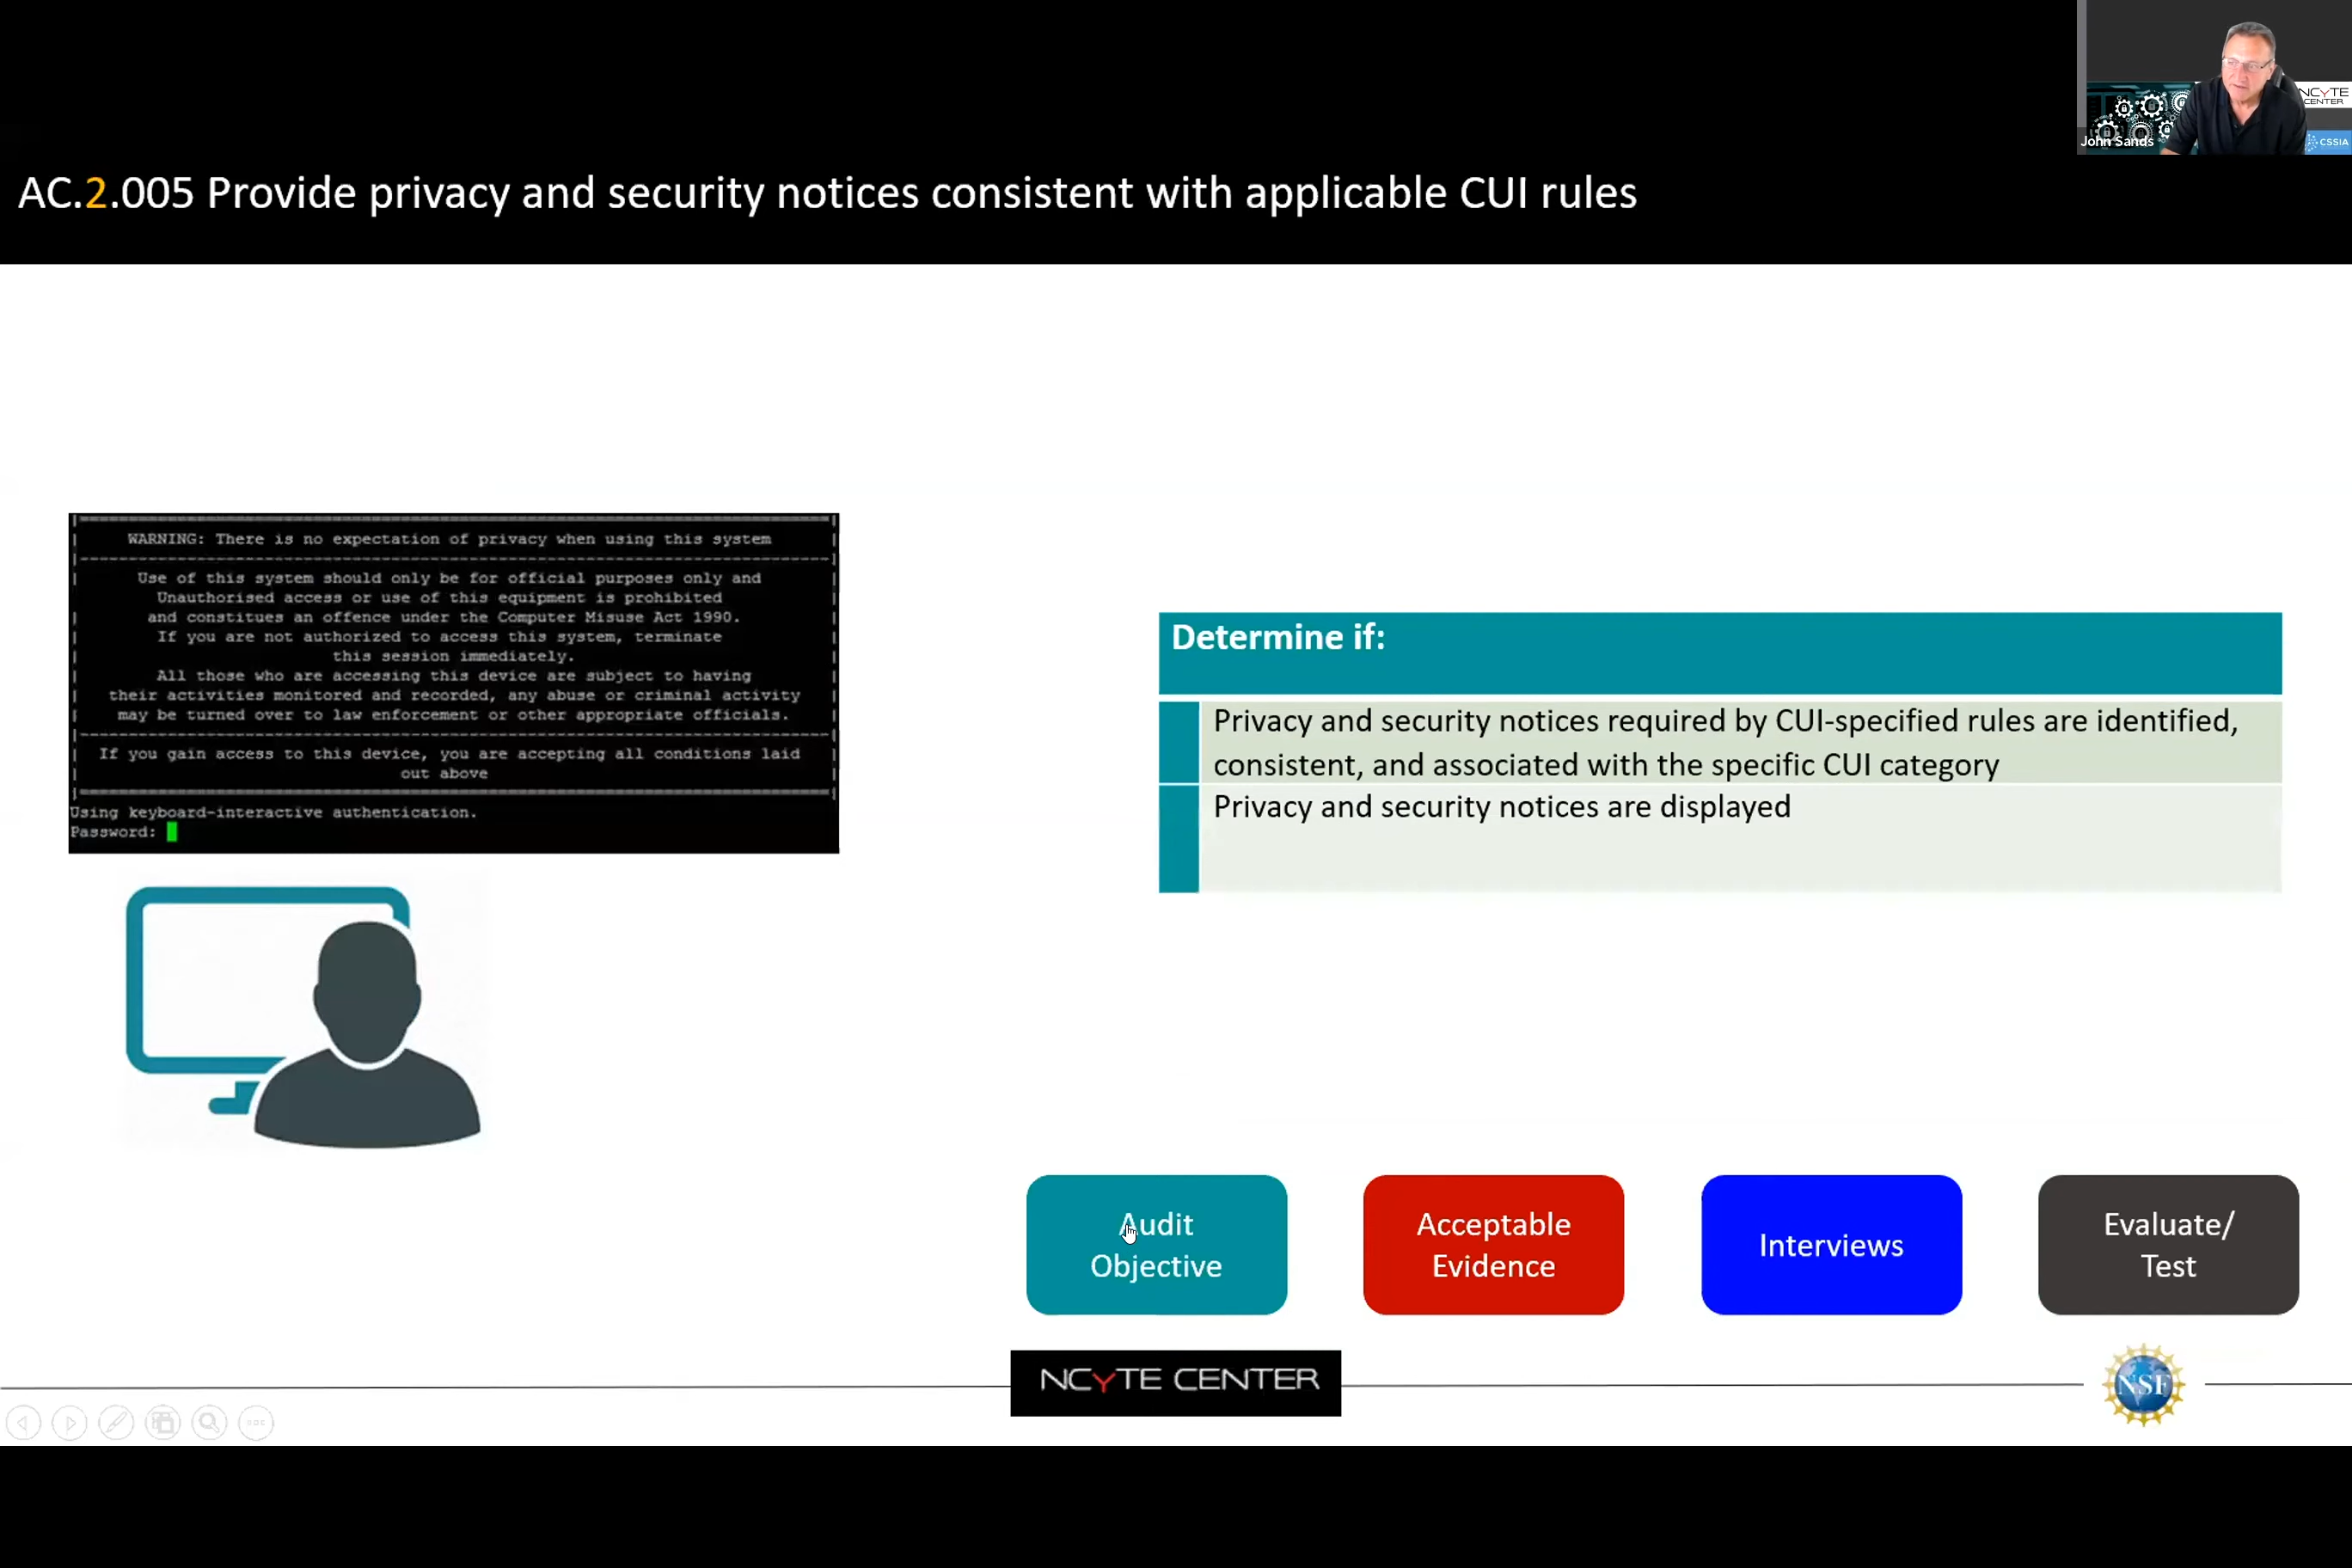 NCYTE
CENTER
John Sands
CSSIA
AC.2.005 Provide privacy and security notices consistent with applicable CUI rules
WARNING: There is no expectation of privacy when using this system
Use of this system should only be for official purposes only and
Unauthorised access or use of this equipment is prohibited
and constitues an offence under the Computer Misuse Act 1990.
If you are not authorized to access this system, terminate
this session immediately.
All those who are accessing this device are subject to having
their activities monitored and recorded, any abuse or criminal activity
may be turned over to law enforcement or other appropriate officials.
If you gain access to this device, you are accepting all conditions laid
out above
Using keyboard-interactive authentication.
Password:
Determine if:
Privacy and security notices required by CUI-specified rules are identified,
consistent, and associated with the specific CUI category
Privacy and security notices are displayed
Audit
Objective
Acceptable
Evidence
Interviews
Evaluate/
Test
NCYTE CENTER
NSF